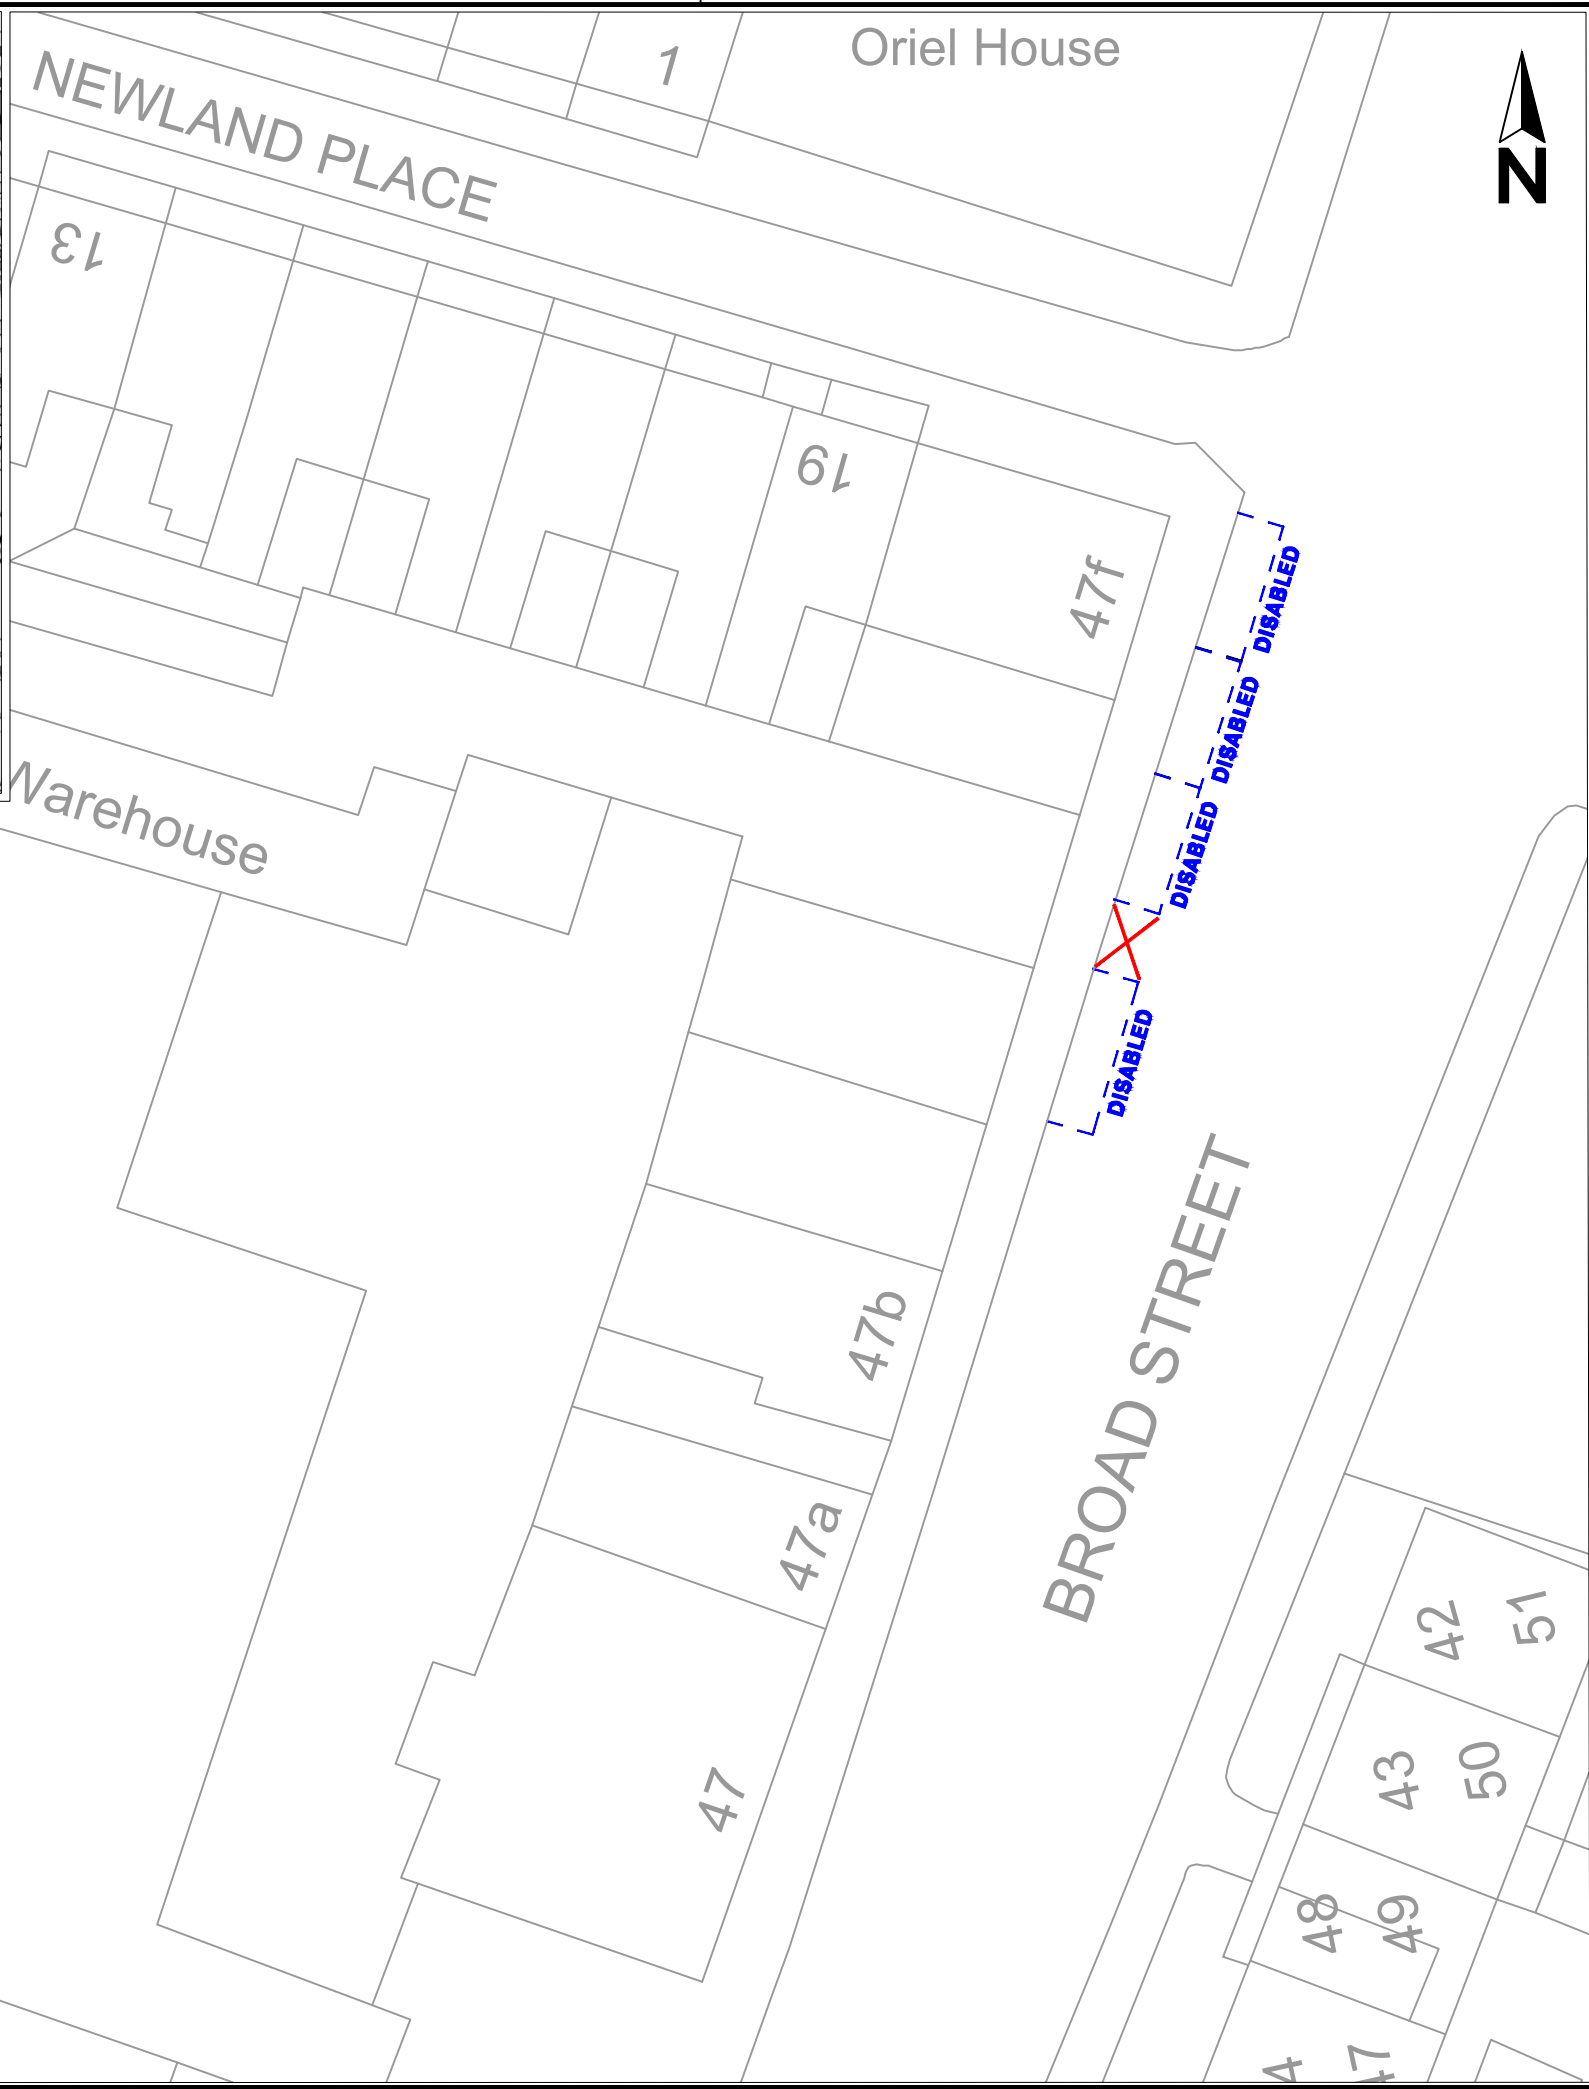 Oriel House
1
N
NEWLAND PLACE
13
19
47f
DISABLED
DISABLED
DISABLED
DISABLED
Warehouse
BROAD STREET
47b
47a
47
42
51
43
50
48
49